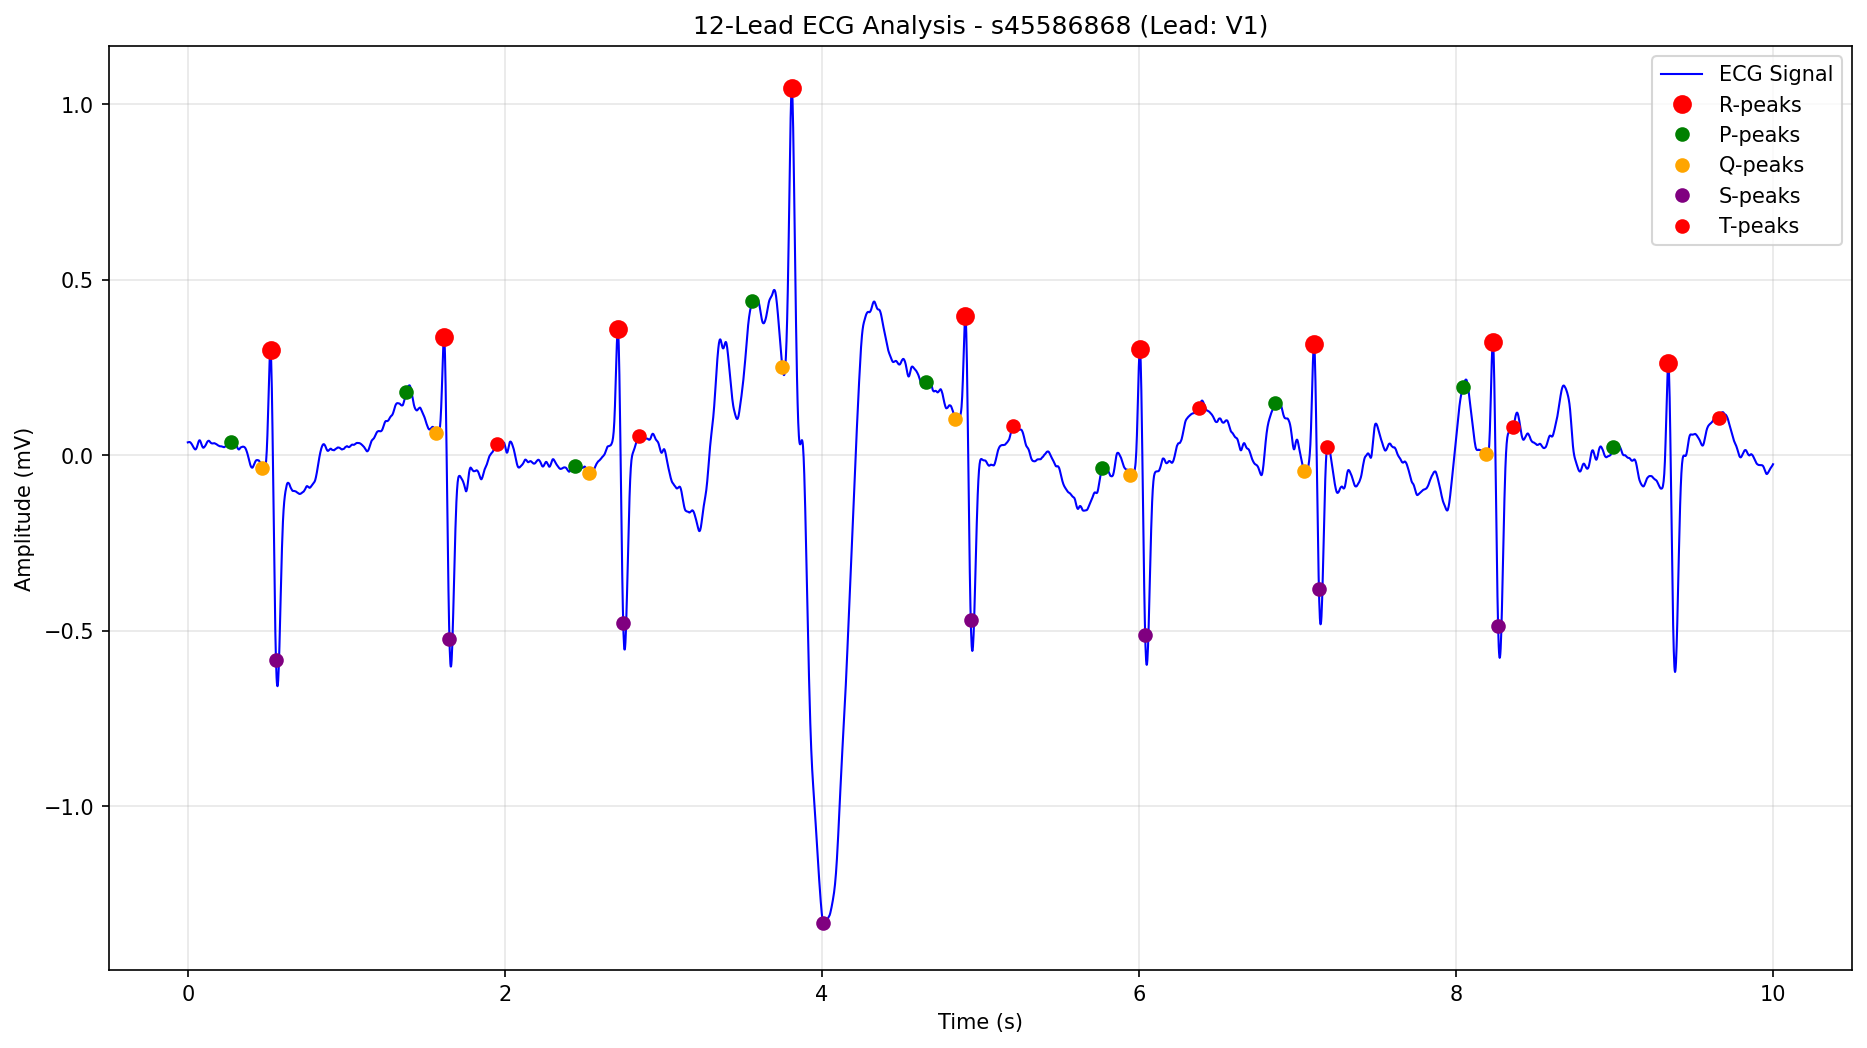 12-Lead ECG Analysis - s45586868 (Lead: V1)
ECG Signal
R-peaks
P-peaks
Q-peaks
S-peaks
T-peaks
Amplitude (mV)
1.0
0.5
0.0
−0.5
−1.0
0 2 4 6 8 10
Time (s)